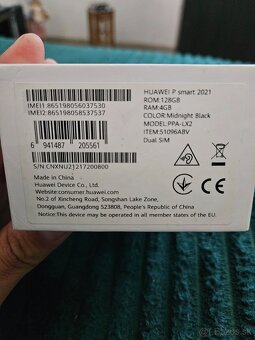 HUAWEI P smart 2021
ROM:128GB
RAM:4GB
COLOR:Midnight Black
MODEL:PPA-LX2
ITEM:51096ABV
Dual SIM
IMEI1:865198056037530
IMEI2:865198058537537
6 941487 205561
S/N:CNXNU21217200800
Made in China
Huawei Device Co., Ltd.
Website:consumer.huawei.com
No.2 of Xincheng Road, Songshan Lake Zone,
Dongguan, Guangdong 523808, People's Republic of China
Notice:This device may be operated in all member states of the EU.